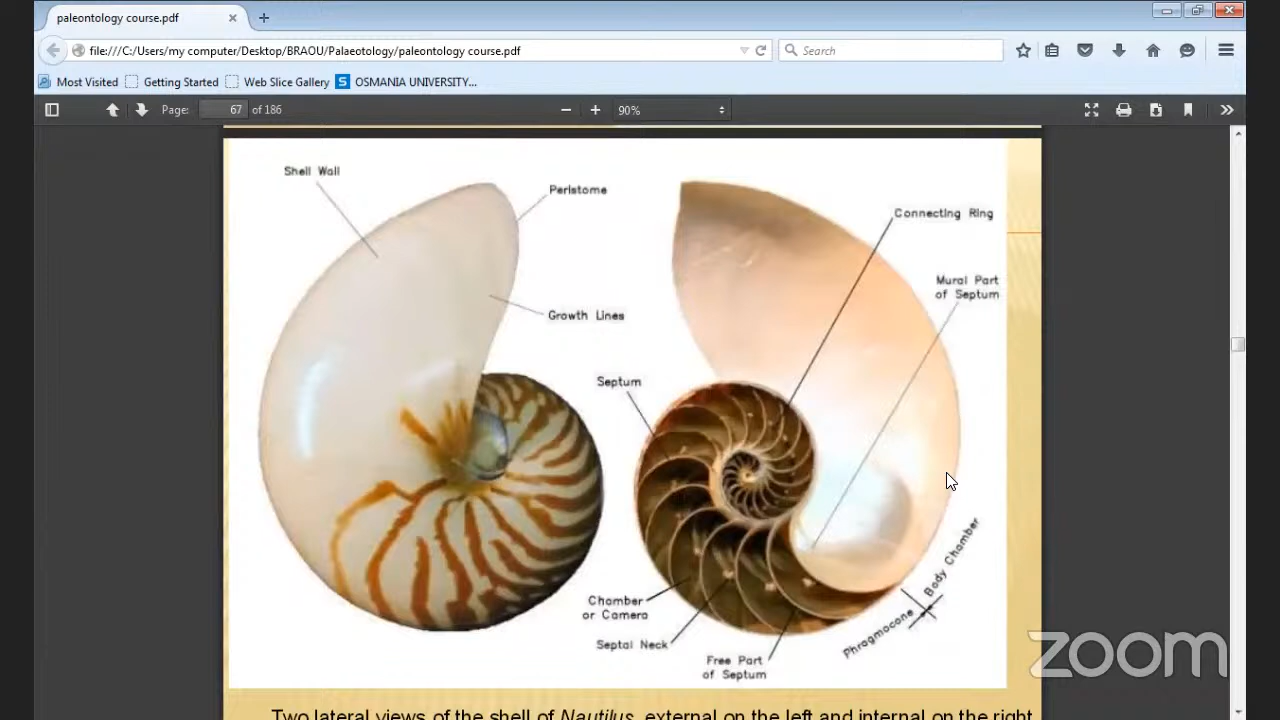 paleontology course.pdf
file:///C:/Users/my computer/Desktop/BRAOU/Palaeotology/paleontology course.pdf
Search
Most Visited
Getting Started
Web Slice Gallery
S OSMANIA UNIVERSITY...
Page: 67 of 186
90%
Shell Wall
Peristome
Connecting Ring
Mural Part
of Septum
Growth Lines
Septum
Body Chamber
Chamber
or Camera
Phragmocone
Septal Neck
Free Part
of Septum
zoom
Two lateral views of the shell of Nautilus, external on the left and internal on the right